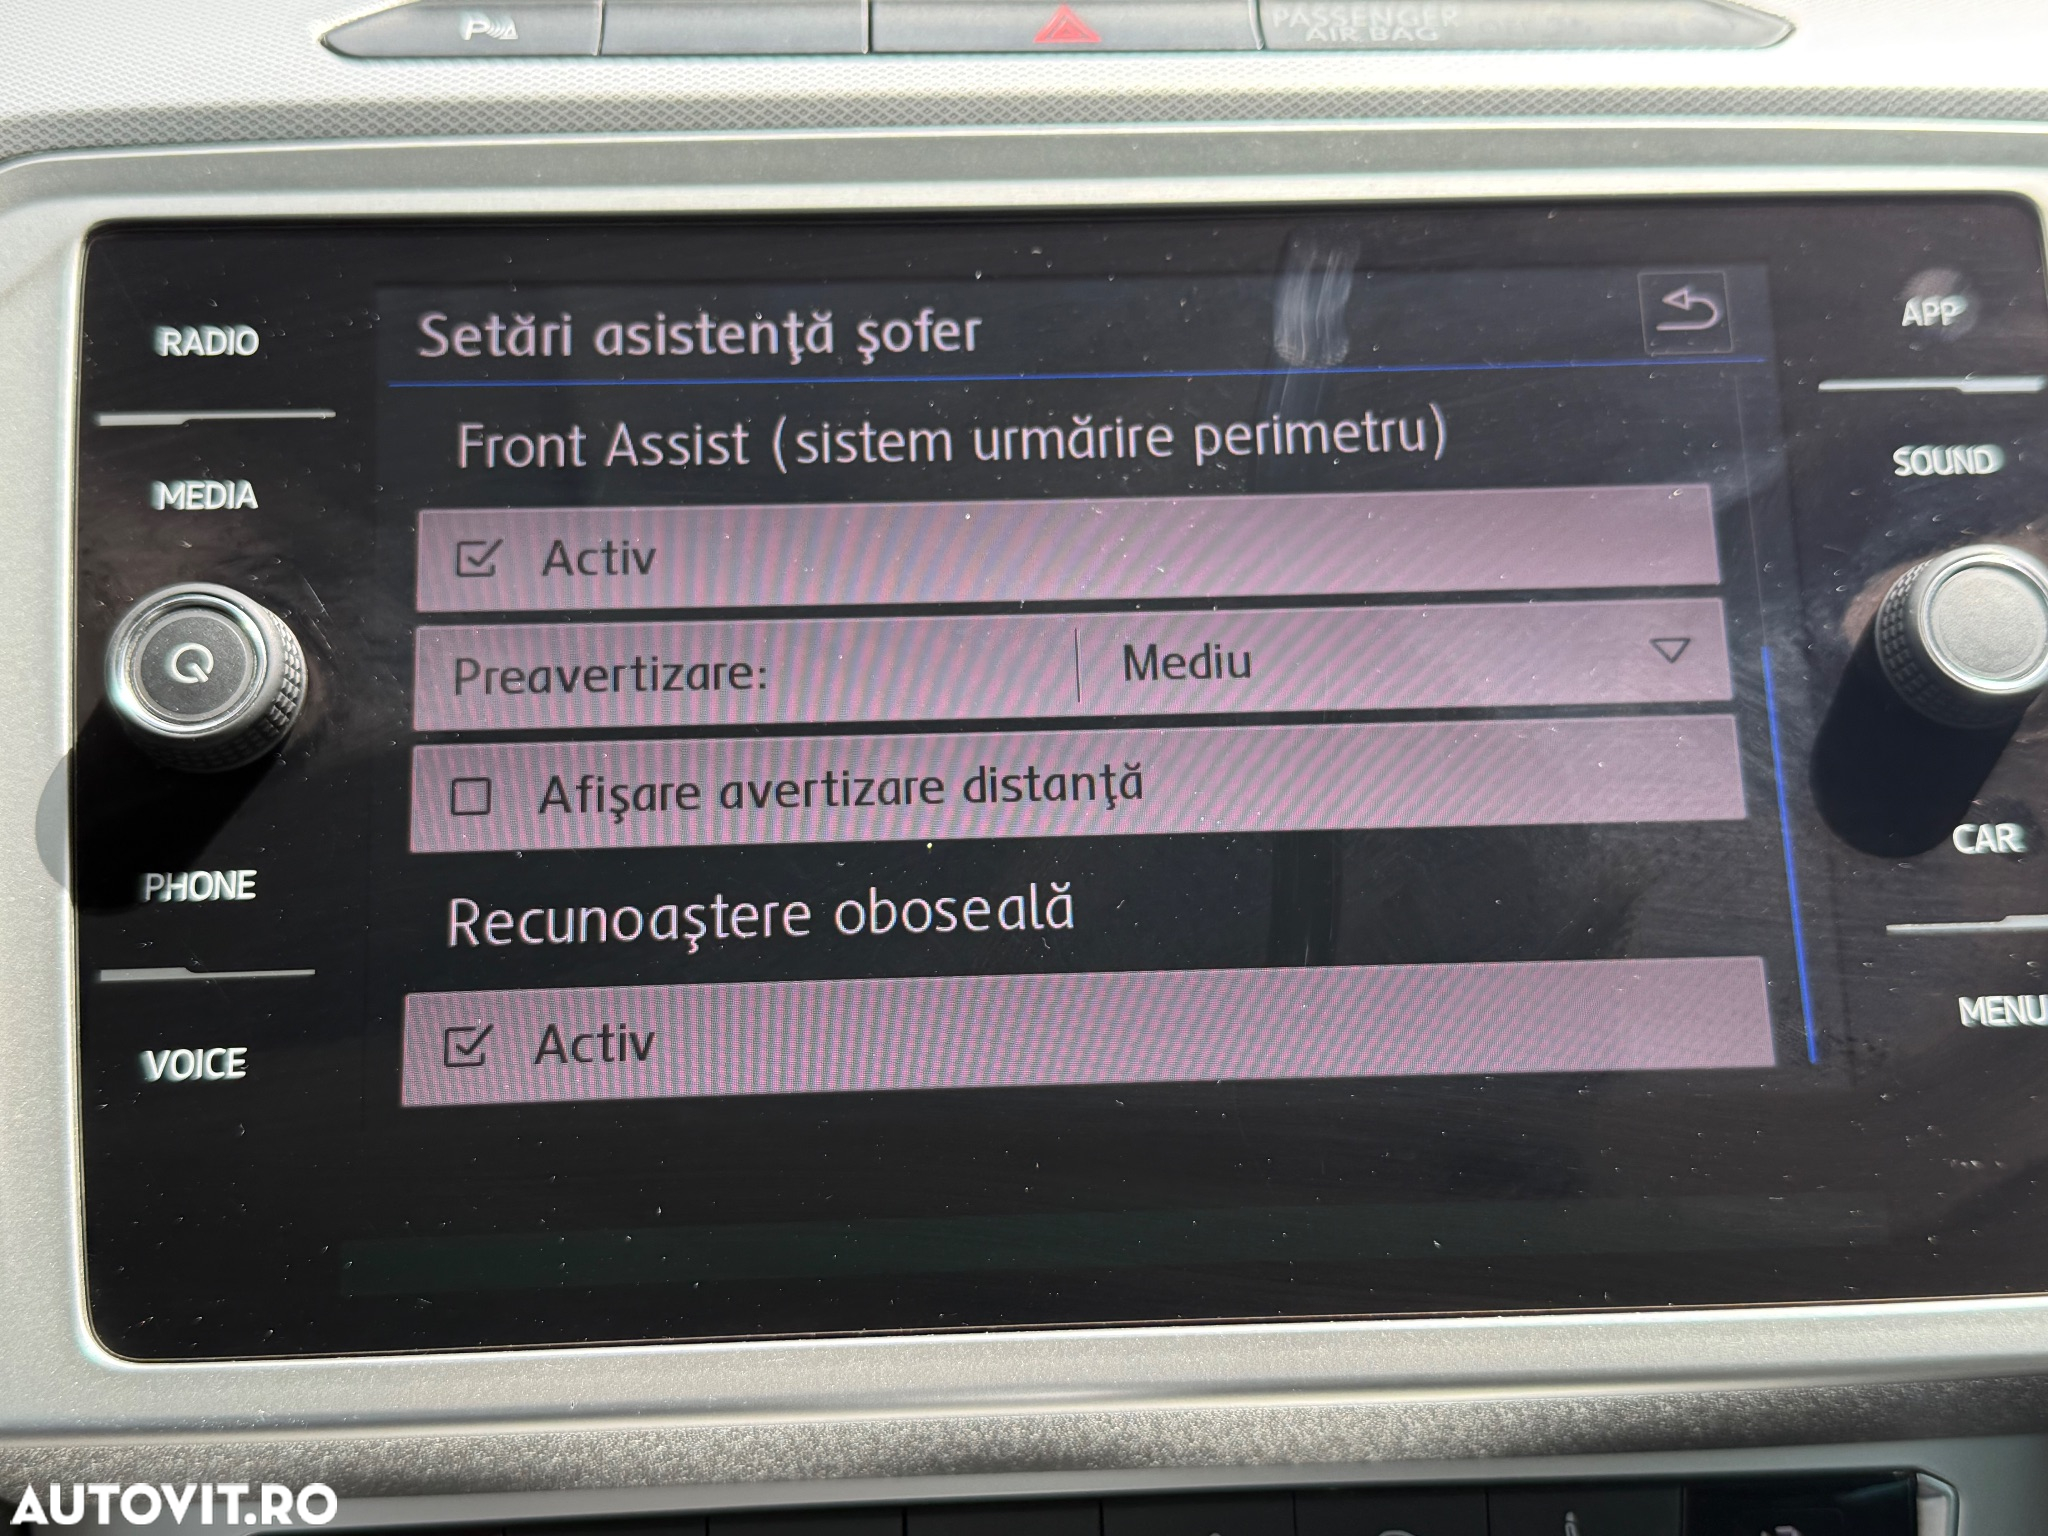 P
PASSENGER
AIR BAG
RADIO
MEDIA
PHONE
VOICE
Setări asistenţă şofer
Front Assist (sistem urmărire perimetru)
Activ
Preavertizare: Mediu
Afişare avertizare distanţă
Recunoaştere oboseală
Activ
APP
SOUND
CAR
MENU
AUTOVIT.RO